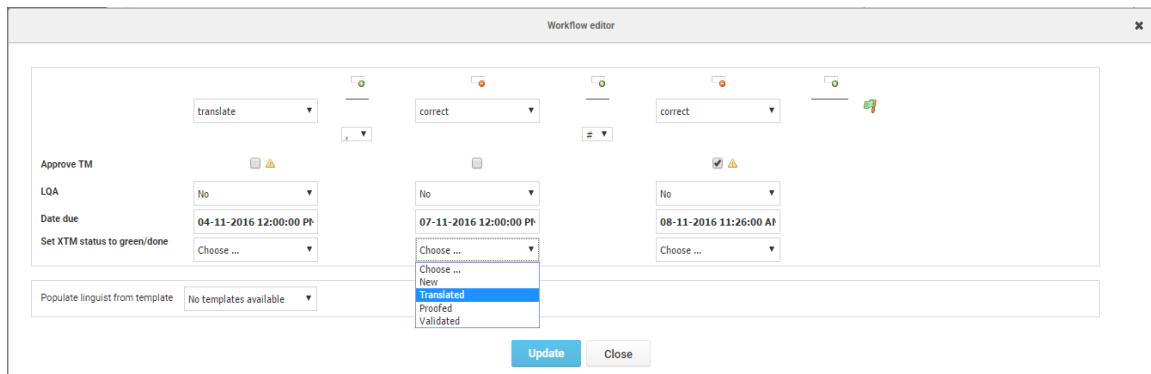 Workflow editor
translate correct correct
, #
Approve TM
LQA No No No
Date due 04-11-2016 12:00:00 PM 07-11-2016 12:00:00 PM 08-11-2016 11:26:00 AM
Set XTM status to green/done Choose ... Choose ... Choose ...
Choose ...
New
Translated
Proofed
Validated
Populate linguist from template No templates available
Update Close